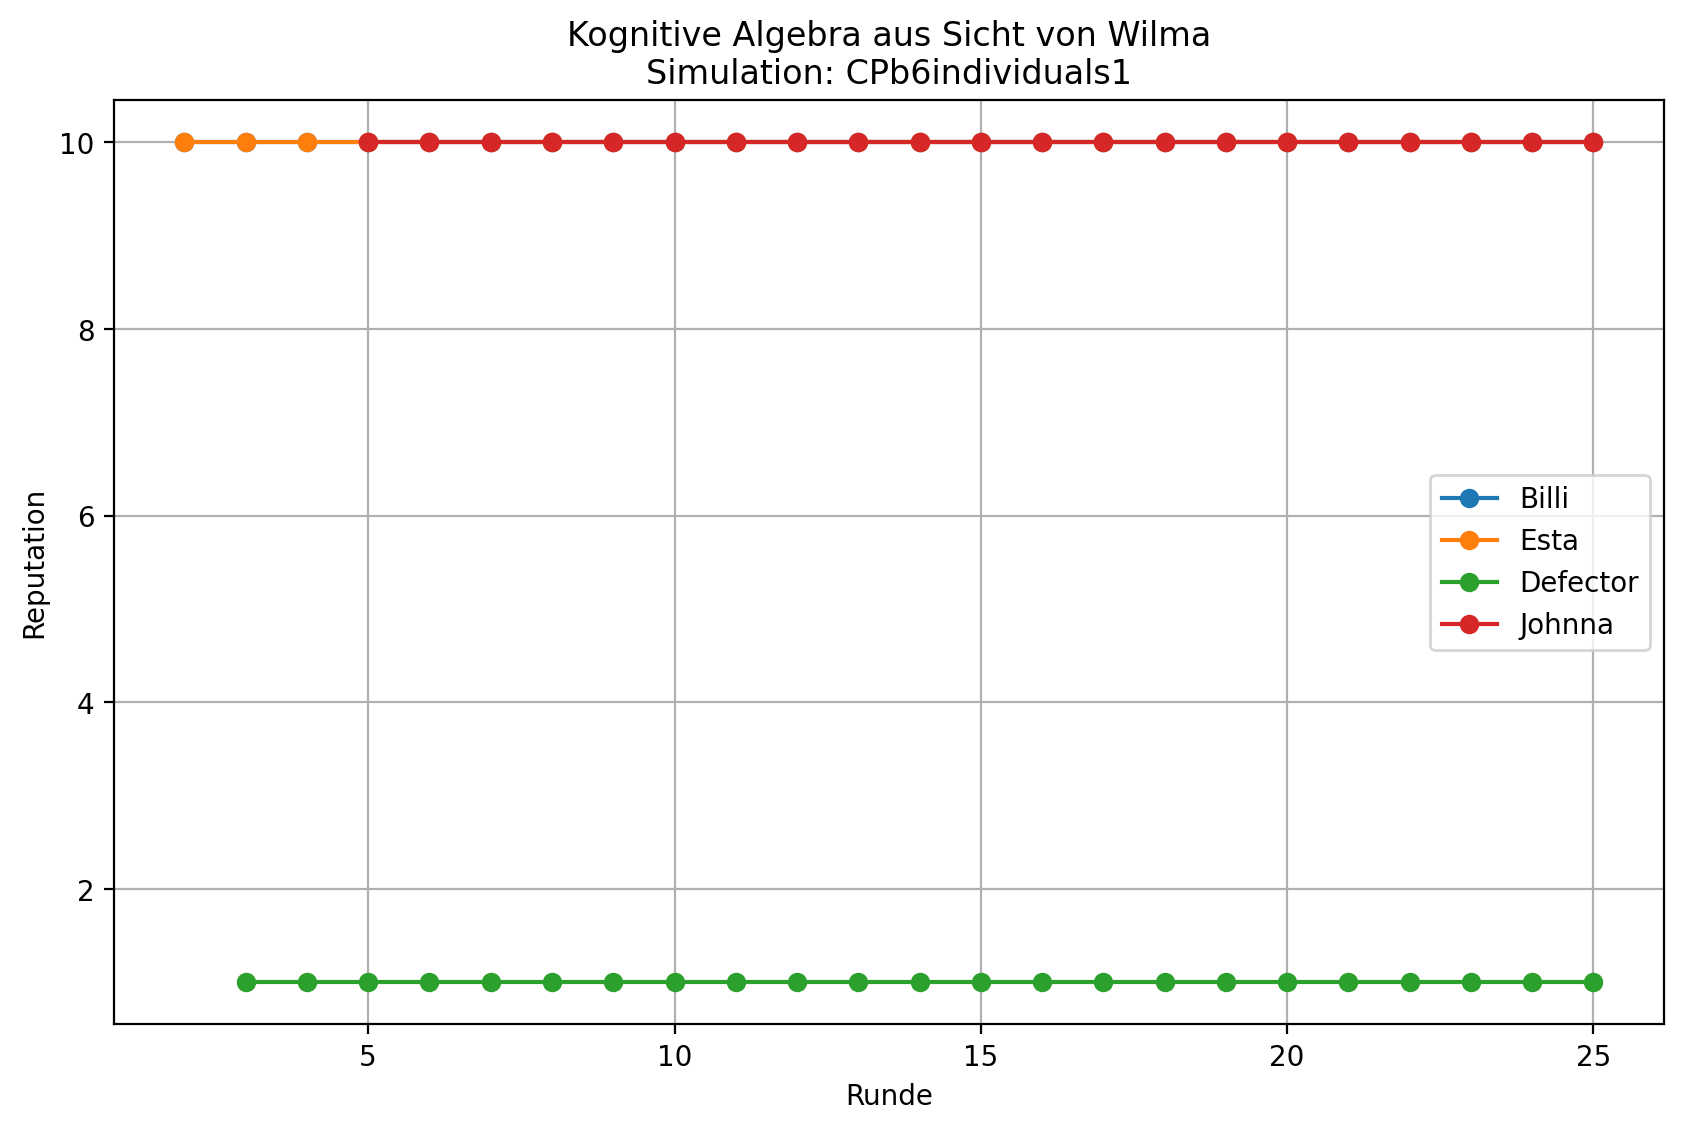 Kognitive Algebra aus Sicht von Wilma
Simulation: CPb6individuals1
Reputation
10
8
6
4
2
Billi
Esta
Defector
Johnna
5
10
15
20
25
Runde